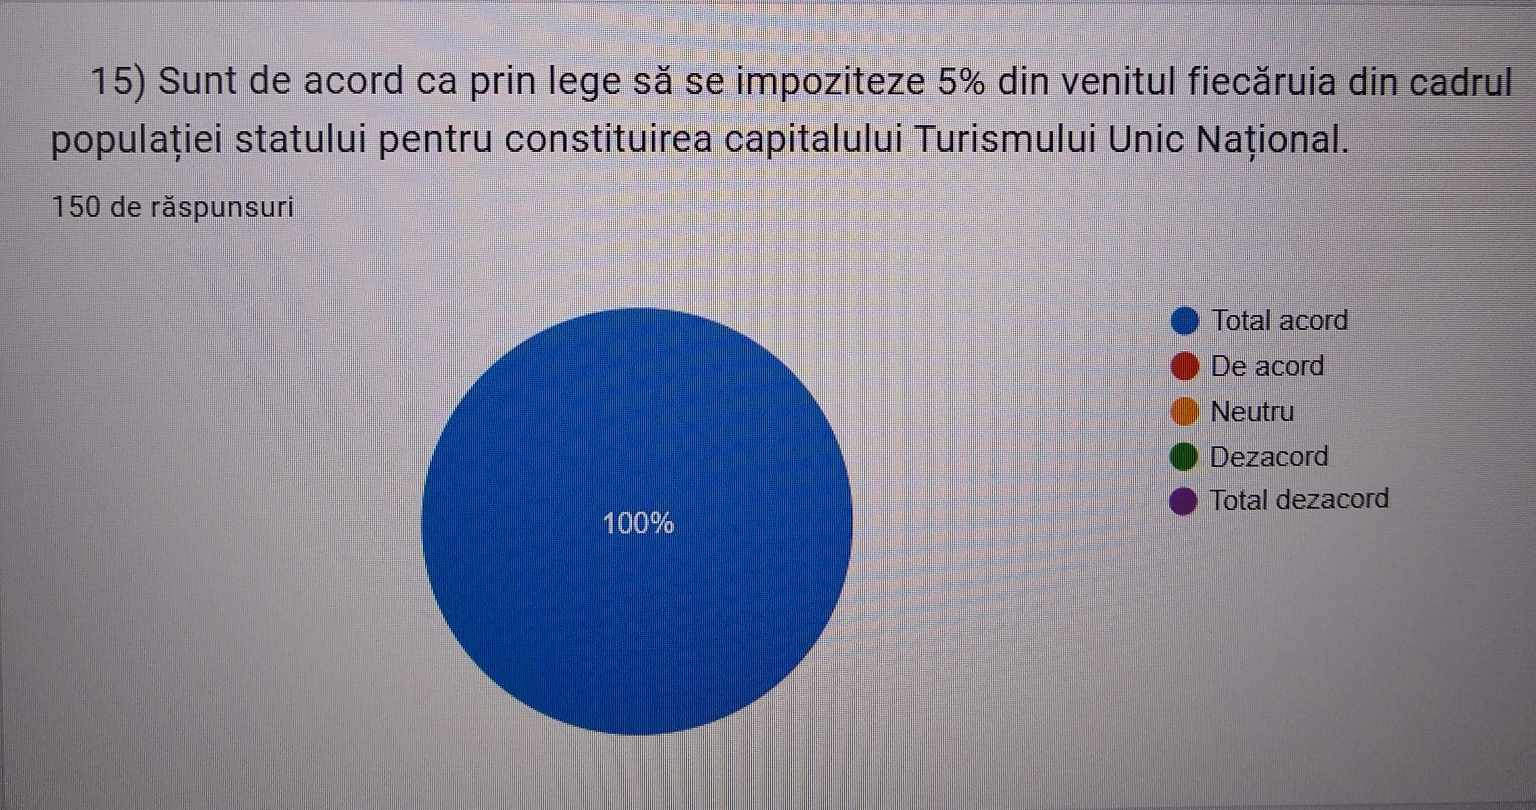 15) Sunt de acord ca prin lege să se impoziteze 5% din venitul fiecăruia din cadrul
populației statului pentru constituirea capitalului Turismului Unic Național.
150 de răspunsuri
Total acord
De acord
Neutru
Dezacord
Total dezacord
100%